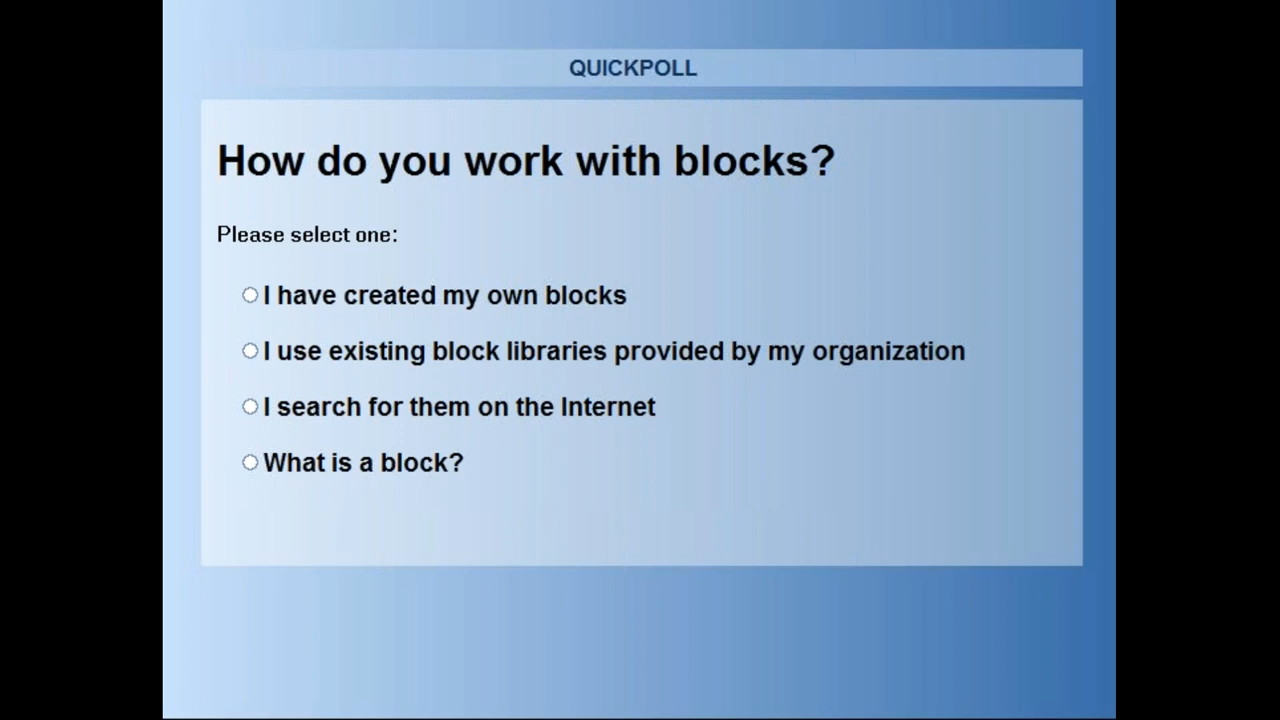 QUICKPOLL
How do you work with blocks?
Please select one:
I have created my own blocks
I use existing block libraries provided by my organization
I search for them on the Internet
What is a block?